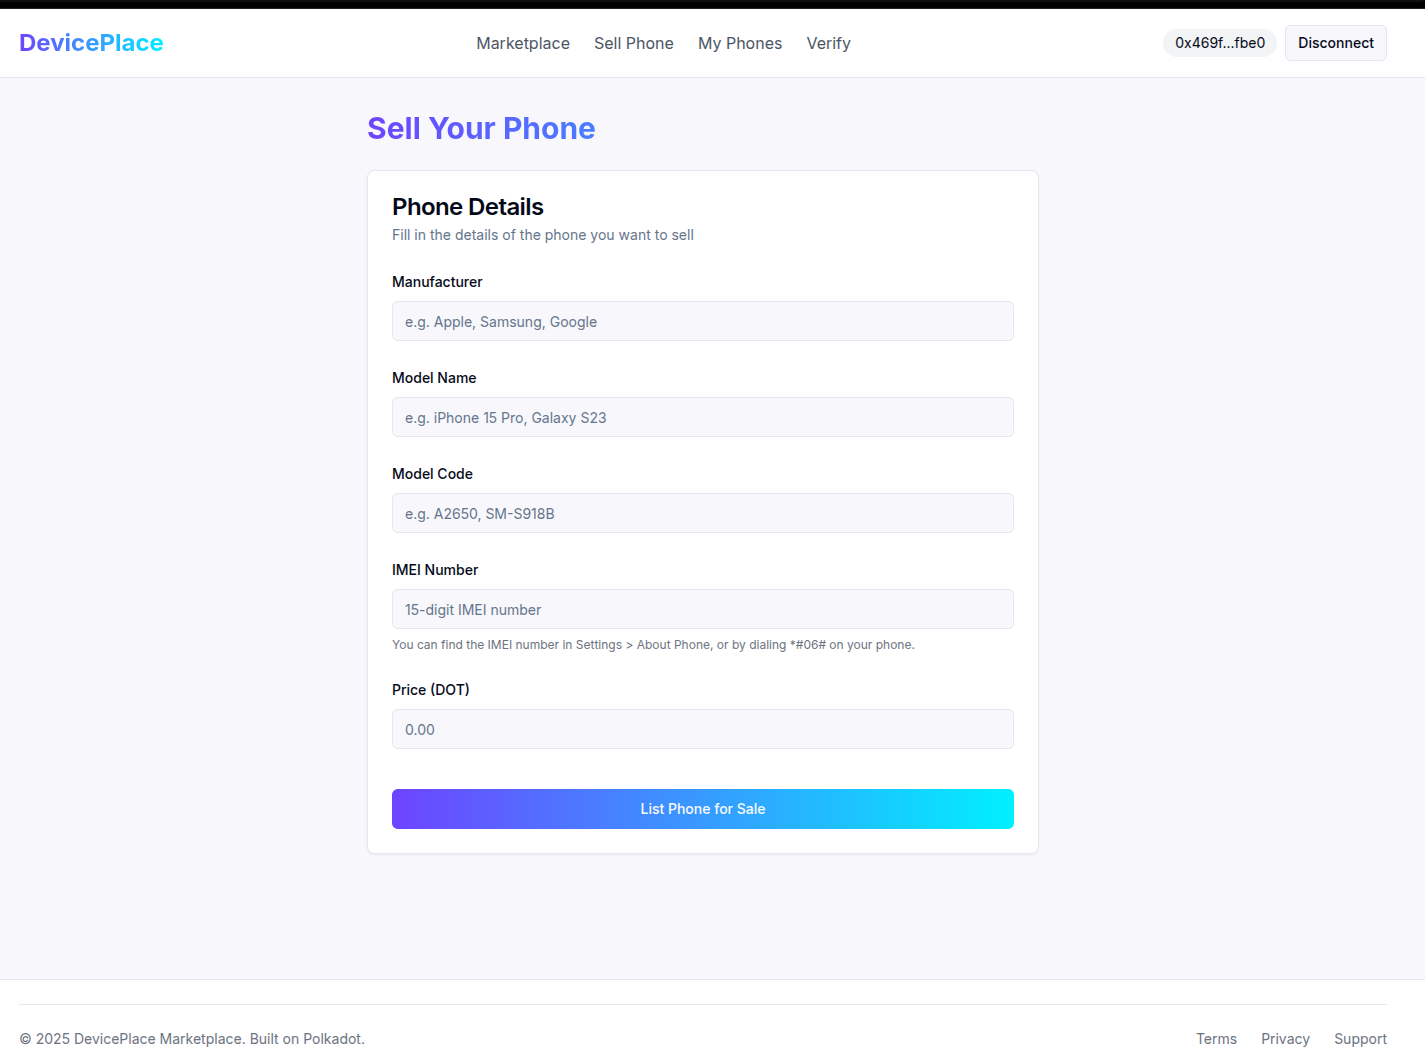 DevicePlace
Marketplace
Sell Phone
My Phones
Verify
0x469f...fbe0
Disconnect
Sell Your Phone
Phone Details
Fill in the details of the phone you want to sell
Manufacturer
e.g. Apple, Samsung, Google
Model Name
e.g. iPhone 15 Pro, Galaxy S23
Model Code
e.g. A2650, SM-S918B
IMEI Number
15-digit IMEI number
You can find the IMEI number in Settings > About Phone, or by dialing *#06# on your phone.
Price (DOT)
0.00
List Phone for Sale
© 2025 DevicePlace Marketplace. Built on Polkadot.
Terms
Privacy
Support